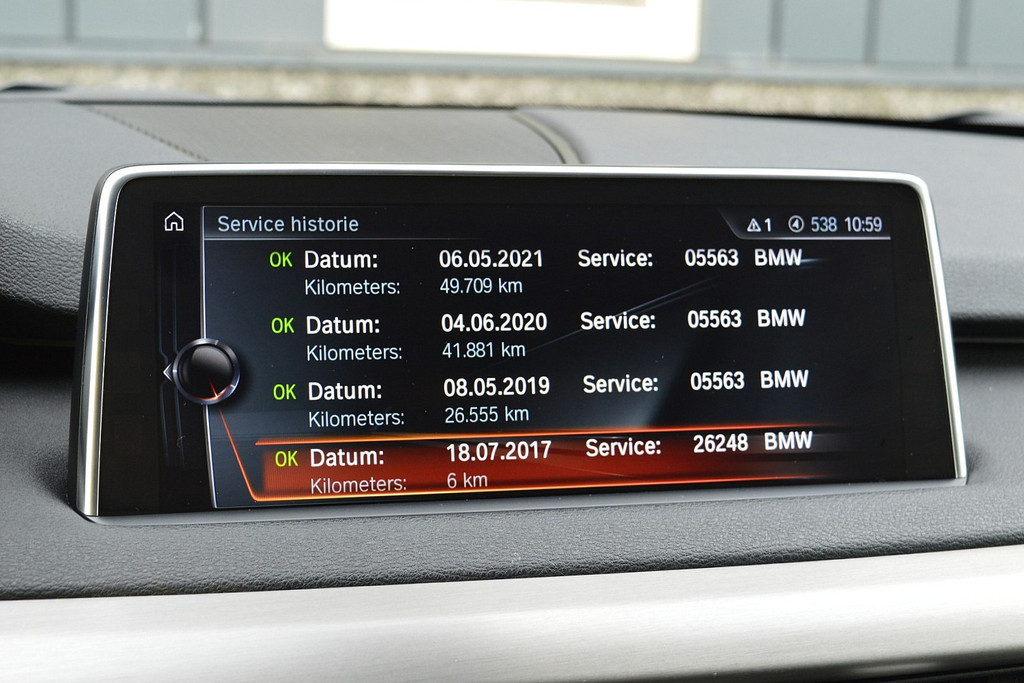 Service historie 1 538 10:59
OK Datum: 06.05.2021 Service: 05563 BMW
Kilometers: 49.709 km
OK Datum: 04.06.2020 Service: 05563 BMW
Kilometers: 41.881 km
OK Datum: 08.05.2019 Service: 05563 BMW
Kilometers: 26.555 km
OK Datum: 18.07.2017 Service: 26248 BMW
Kilometers: 6 km